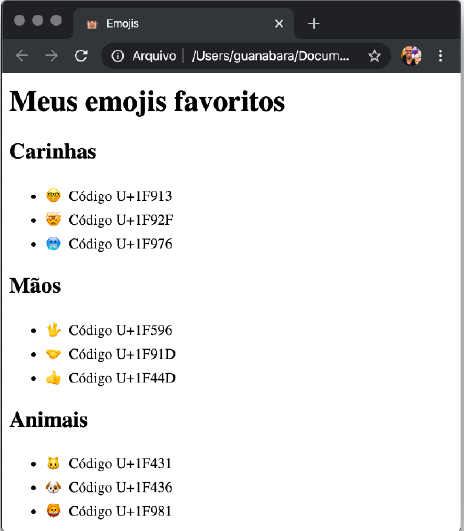 Emojis
Arquivo | /Users/guanabara/Docum...
Meus emojis favoritos
Carinhas
• 🤓 Código U+1F913
• 🤯 Código U+1F92F
• 🥶 Código U+1F976
Mãos
• 🖖 Código U+1F596
• 🤝 Código U+1F91D
• 👍 Código U+1F44D
Animais
• 🐱 Código U+1F431
• 🐶 Código U+1F436
• 🦁 Código U+1F981